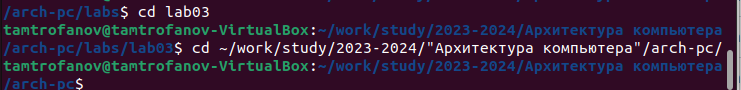 /arch-pc/labs$ cd lab03
tamtrofanov@tamtrofanov-VirtualBox:~/work/study/2023-2024/Архитектура компьютера
/arch-pc/labs/lab03$ cd ~/work/study/2023-2024/"Архитектура компьютера"/arch-pc/
tamtrofanov@tamtrofanov-VirtualBox:~/work/study/2023-2024/Архитектура компьютера
/arch-pc$